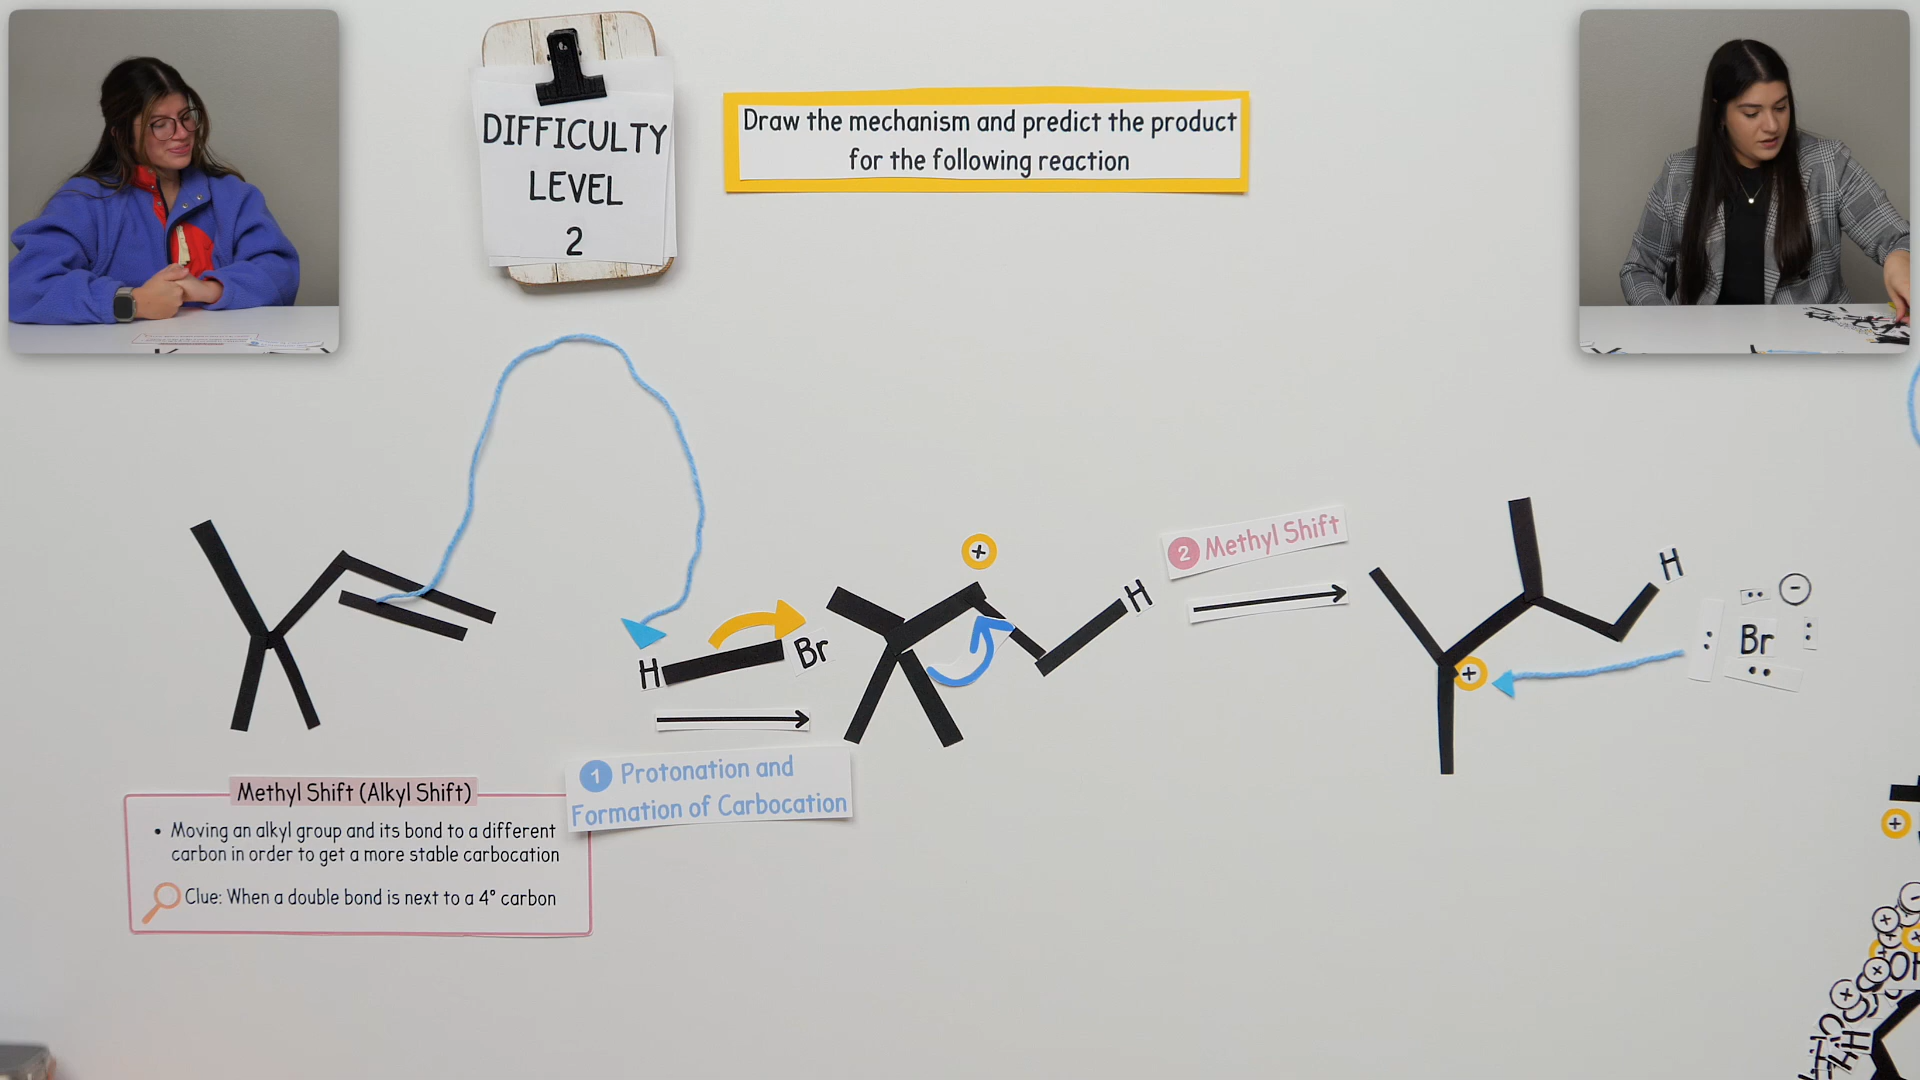 DIFFICULTY
LEVEL
2
Draw the mechanism and predict the product
for the following reaction
H
Br
+
H
2 Methyl Shift
H
+
Br
−
1 Protonation and
Formation of Carbocation
Methyl Shift (Alkyl Shift)
• Moving an alkyl group and its bond to a different
carbon in order to get a more stable carbocation
Clue: When a double bond is next to a 4° carbon
+